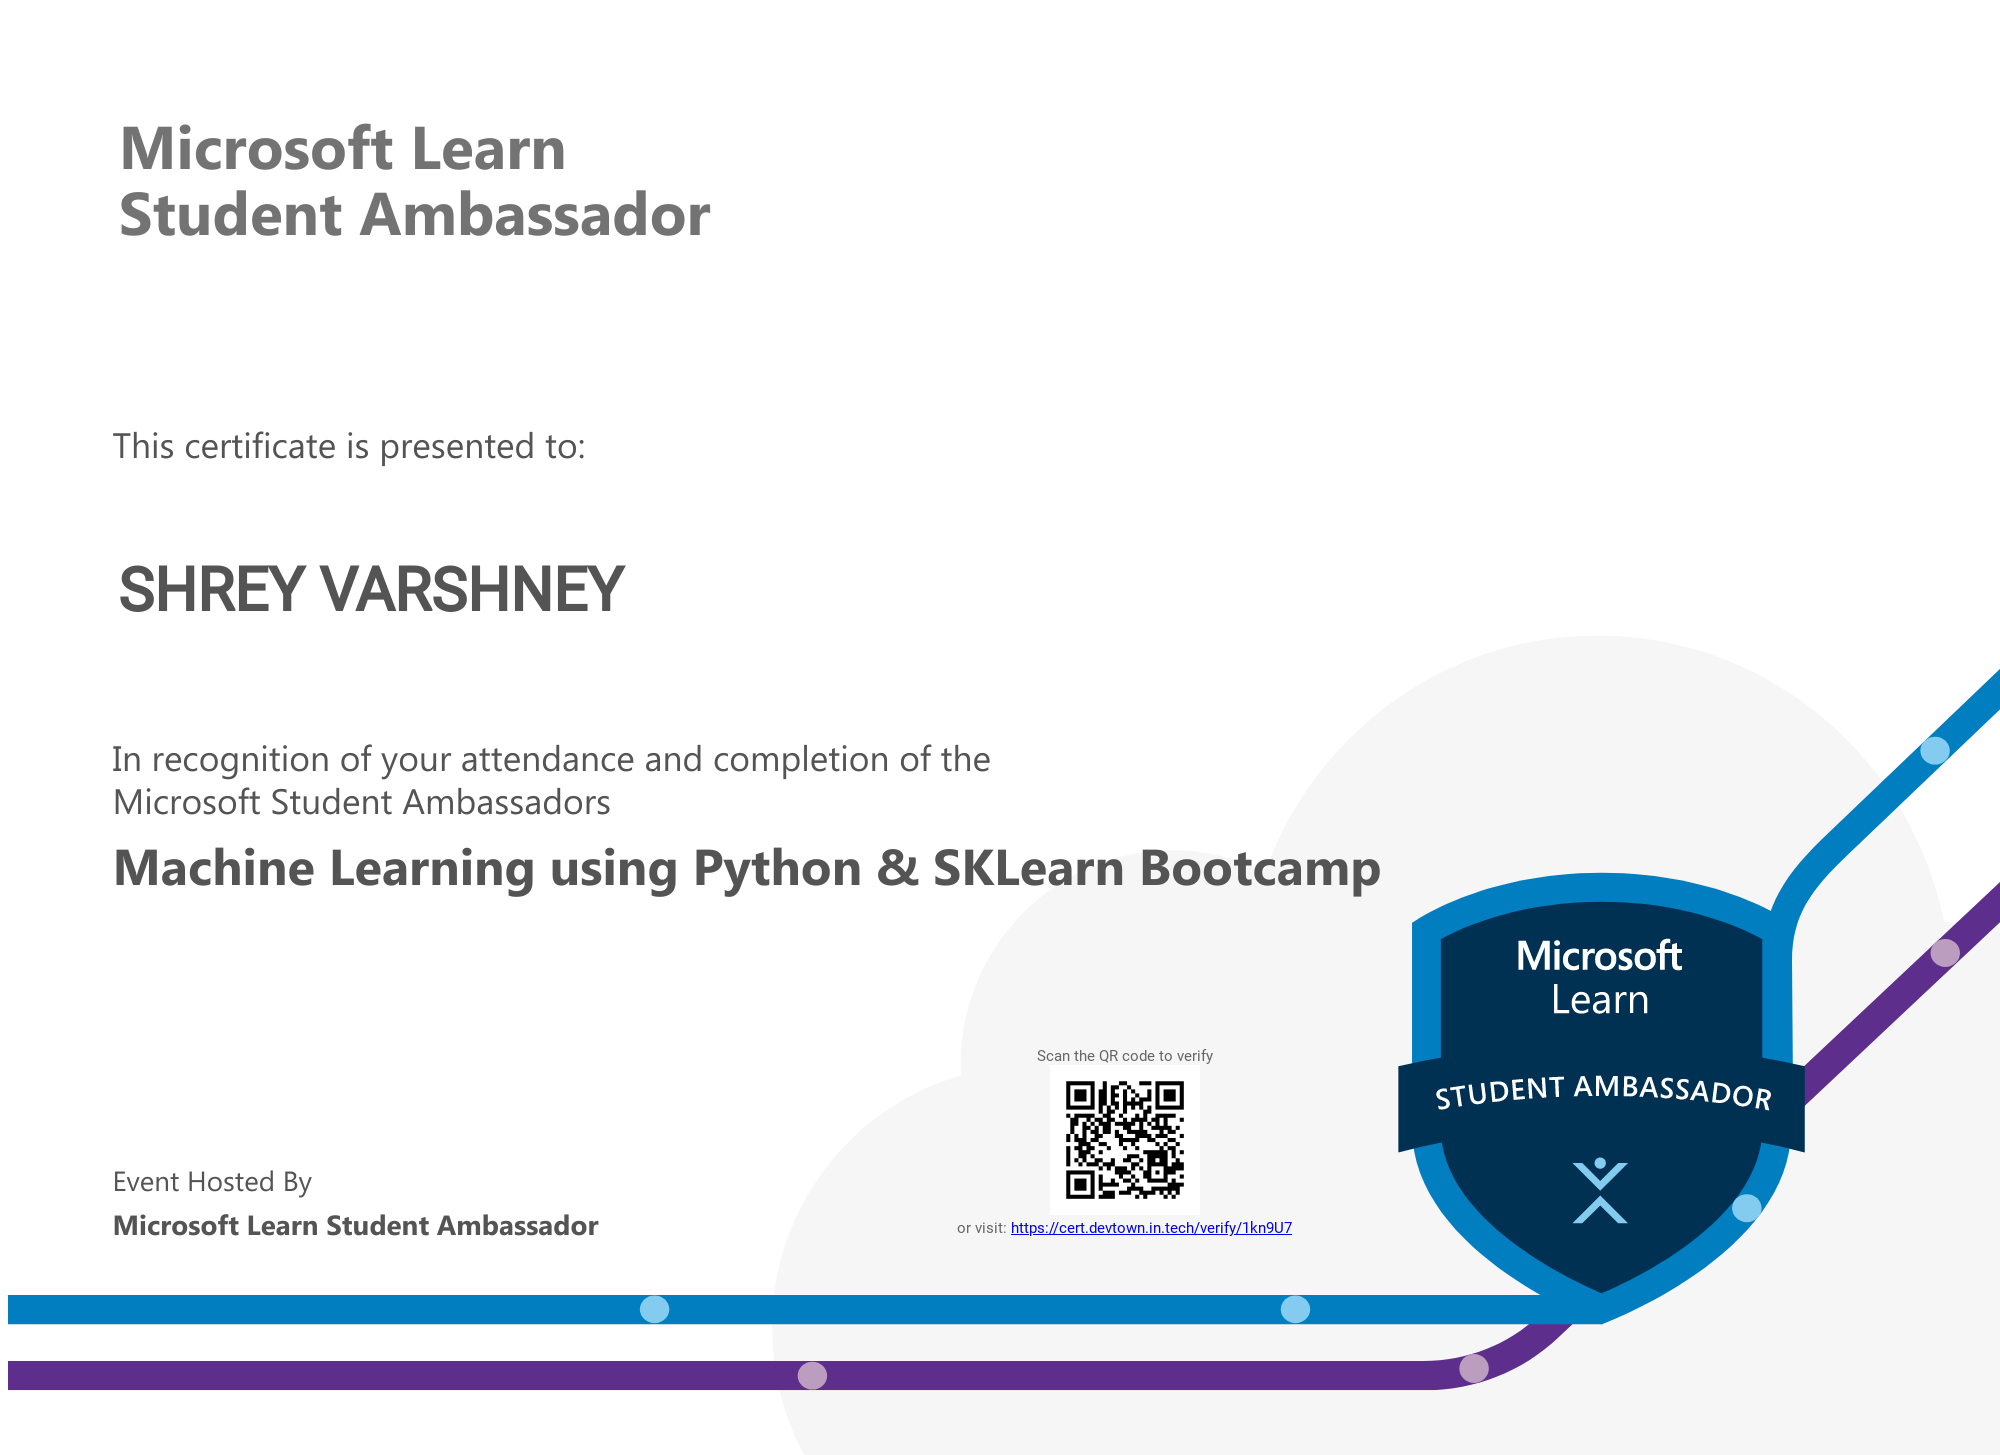 Microsoft Learn
Student Ambassador
This certificate is presented to:
SHREY VARSHNEY
In recognition of your attendance and completion of the
Microsoft Student Ambassadors
Machine Learning using Python & SKLearn Bootcamp
Microsoft
Learn
STUDENT AMBASSADOR
Scan the QR code to verify
Event Hosted By
Microsoft Learn Student Ambassador
or visit: https://cert.devtown.in.tech/verify/1kn9U7